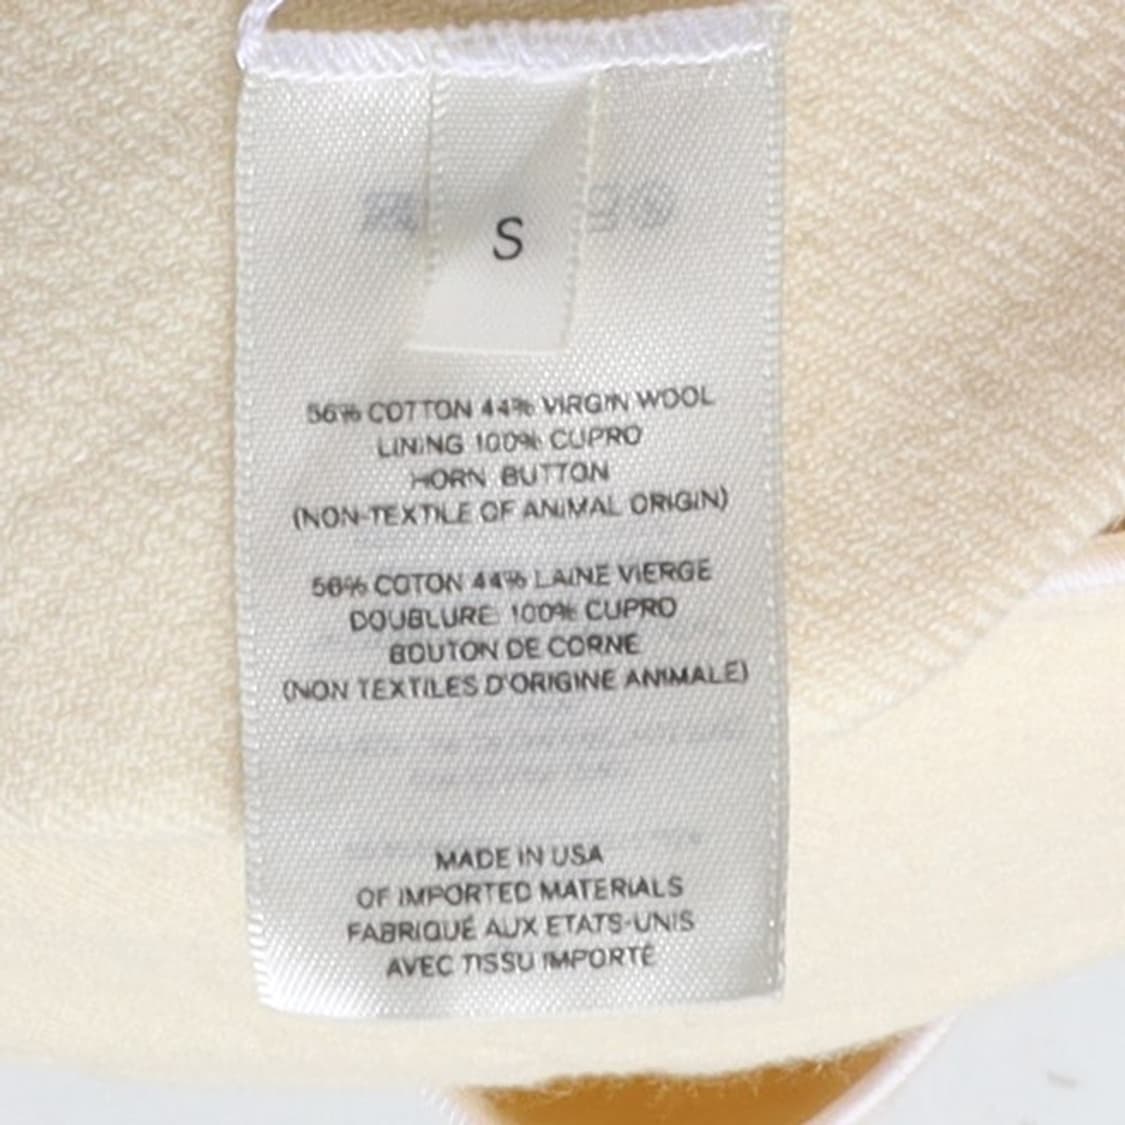 S
56% COTTON 44% VIRGIN WOOL
LINING 100% CUPRO
HORN BUTTON
(NON-TEXTILE OF ANIMAL ORIGIN)
56% COTON 44% LAINE VIERGE
DOUBLURE: 100% CUPRO
BOUTON DE CORNE
(NON TEXTILES D'ORIGINE ANIMALE)
MADE IN USA
OF IMPORTED MATERIALS
FABRIQUÉ AUX ETATS-UNIS
AVEC TISSU IMPORTÉ